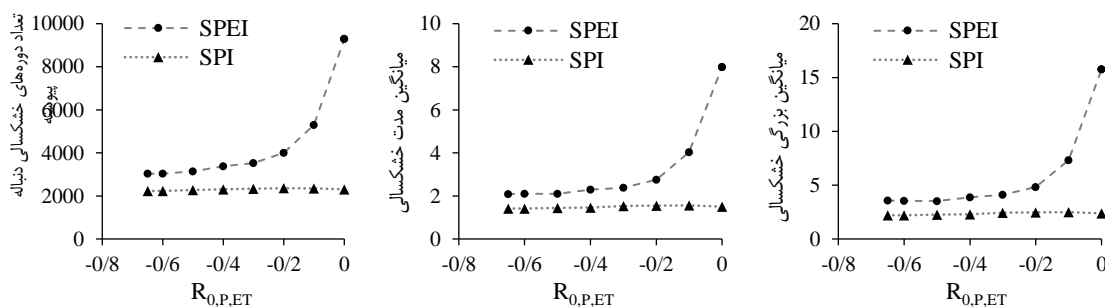 تعداد دوره‌های خشکسالی دنباله
پیوسته
10000
8000
6000
4000
2000
0
SPEI
SPI
-0/8 -0/6 -0/4 -0/2 0
R0,P,ET
میانگین مدت خشکسالی
10
8
6
4
2
0
SPEI
SPI
-0/8 -0/6 -0/4 -0/2 0
R0,P,ET
میانگین بزرگی خشکسالی
20
15
10
5
0
SPEI
SPI
-0/8 -0/6 -0/4 -0/2 0
R0,P,ET